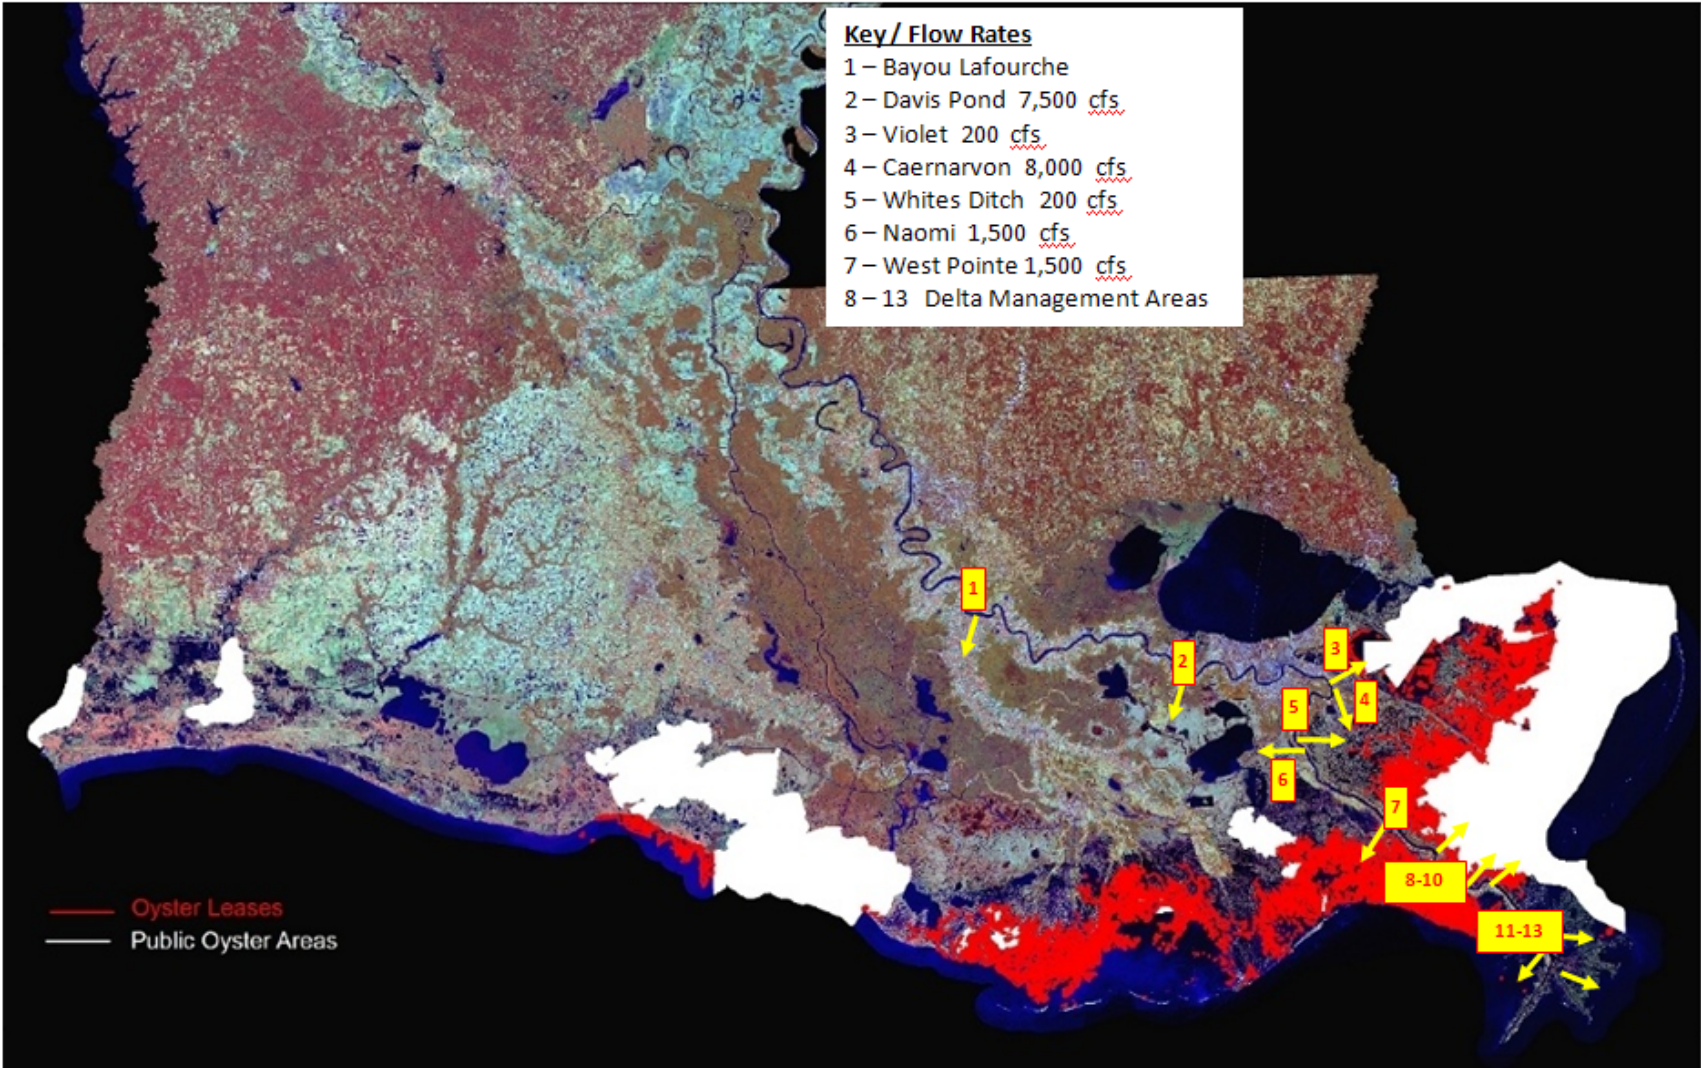 Key / Flow Rates
1 – Bayou Lafourche
2 – Davis Pond 7,500 cfs
3 – Violet 200 cfs
4 – Caernarvon 8,000 cfs
5 – Whites Ditch 200 cfs
6 – Naomi 1,500 cfs
7 – West Pointe 1,500 cfs
8 – 13 Delta Management Areas
1
2
3
4
5
6
7
8-10
11-13
Oyster Leases
Public Oyster Areas